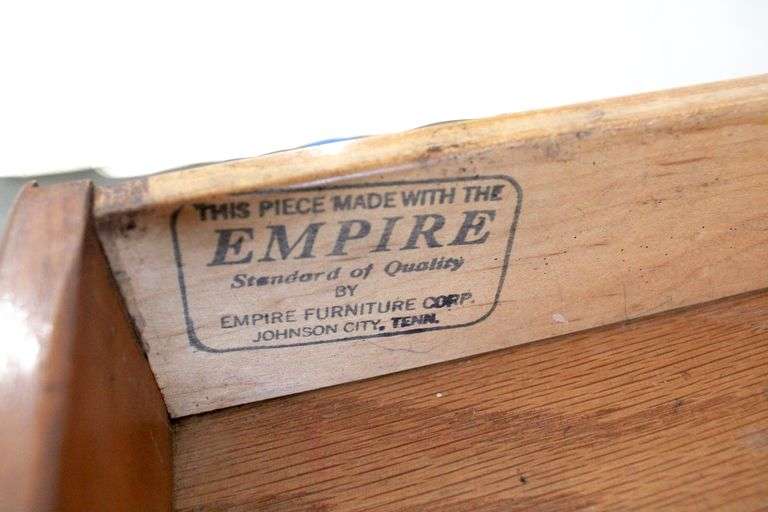 THIS PIECE MADE WITH THE
EMPIRE
Standard of Quality
BY
EMPIRE FURNITURE CORP.
JOHNSON CITY, TENN.